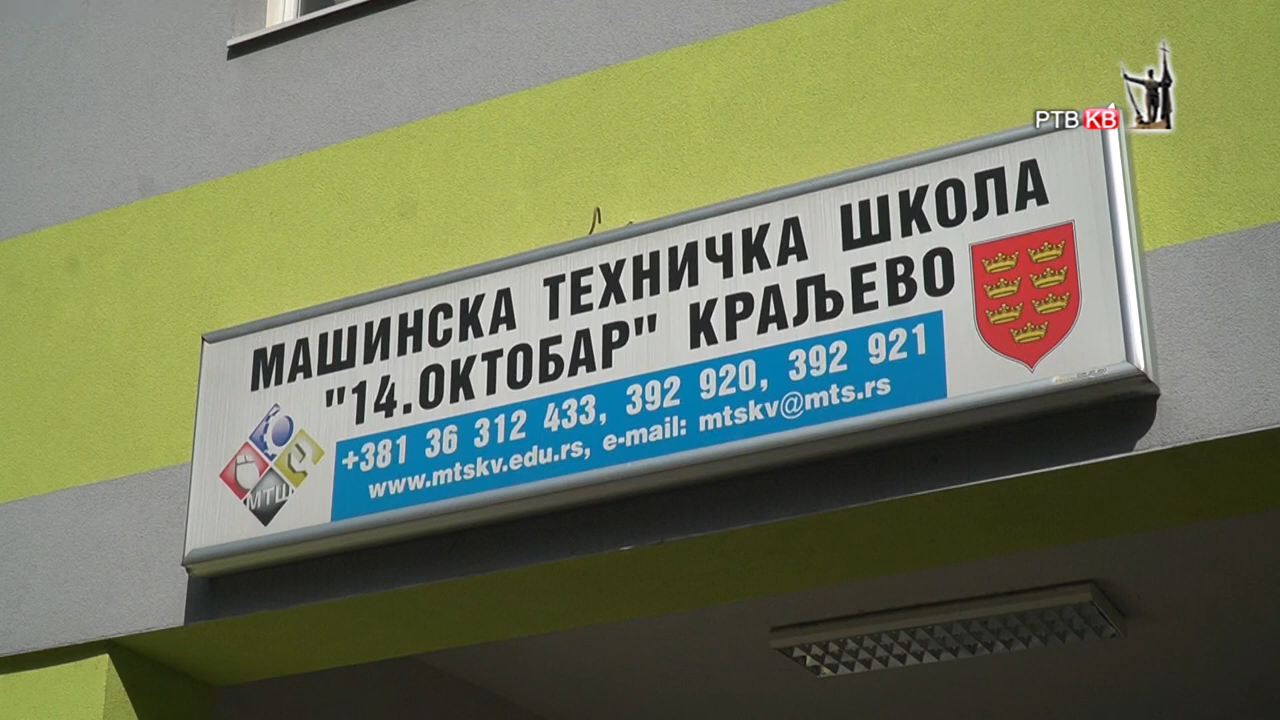 РТВ КВ
МАШИНСКА ТЕХНИЧКА ШКОЛА
"14.ОКТОБАР" КРАЉЕВО
+381 36 312 433, 392 920, 392 921
www.mtskv.edu.rs, e-mail: mtskv@mts.rs
МТШ